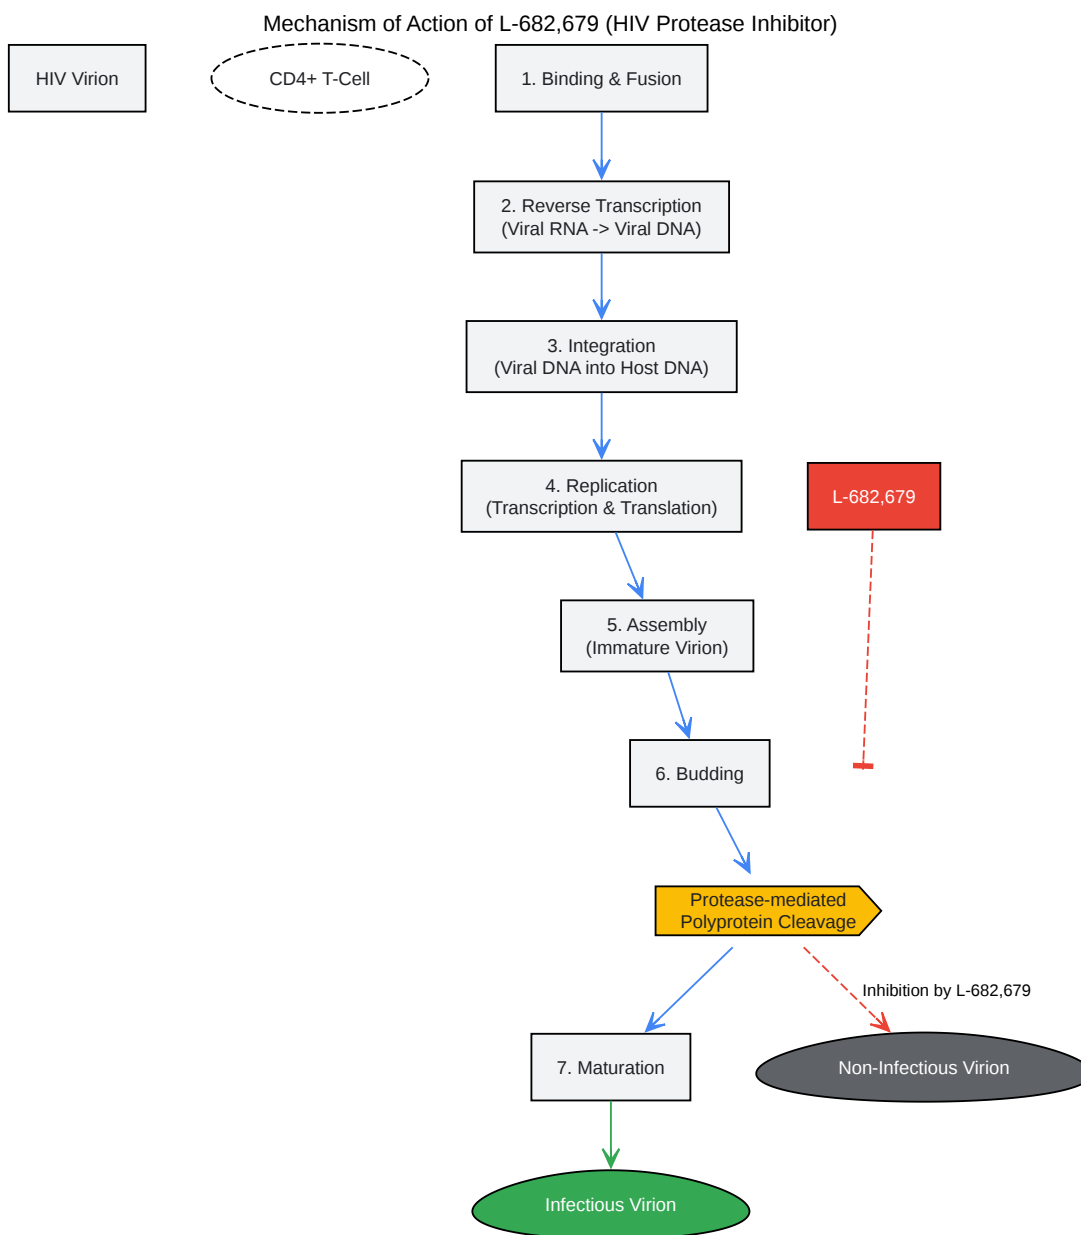 Mechanism of Action of L-682,679 (HIV Protease Inhibitor)
HIV Virion
CD4+ T-Cell
1. Binding & Fusion
2. Reverse Transcription
(Viral RNA -> Viral DNA)
3. Integration
(Viral DNA into Host DNA)
4. Replication
(Transcription & Translation)
L-682,679
5. Assembly
(Immature Virion)
6. Budding
Protease-mediated
Polyprotein Cleavage
Inhibition by L-682,679
7. Maturation
Non-Infectious Virion
Infectious Virion